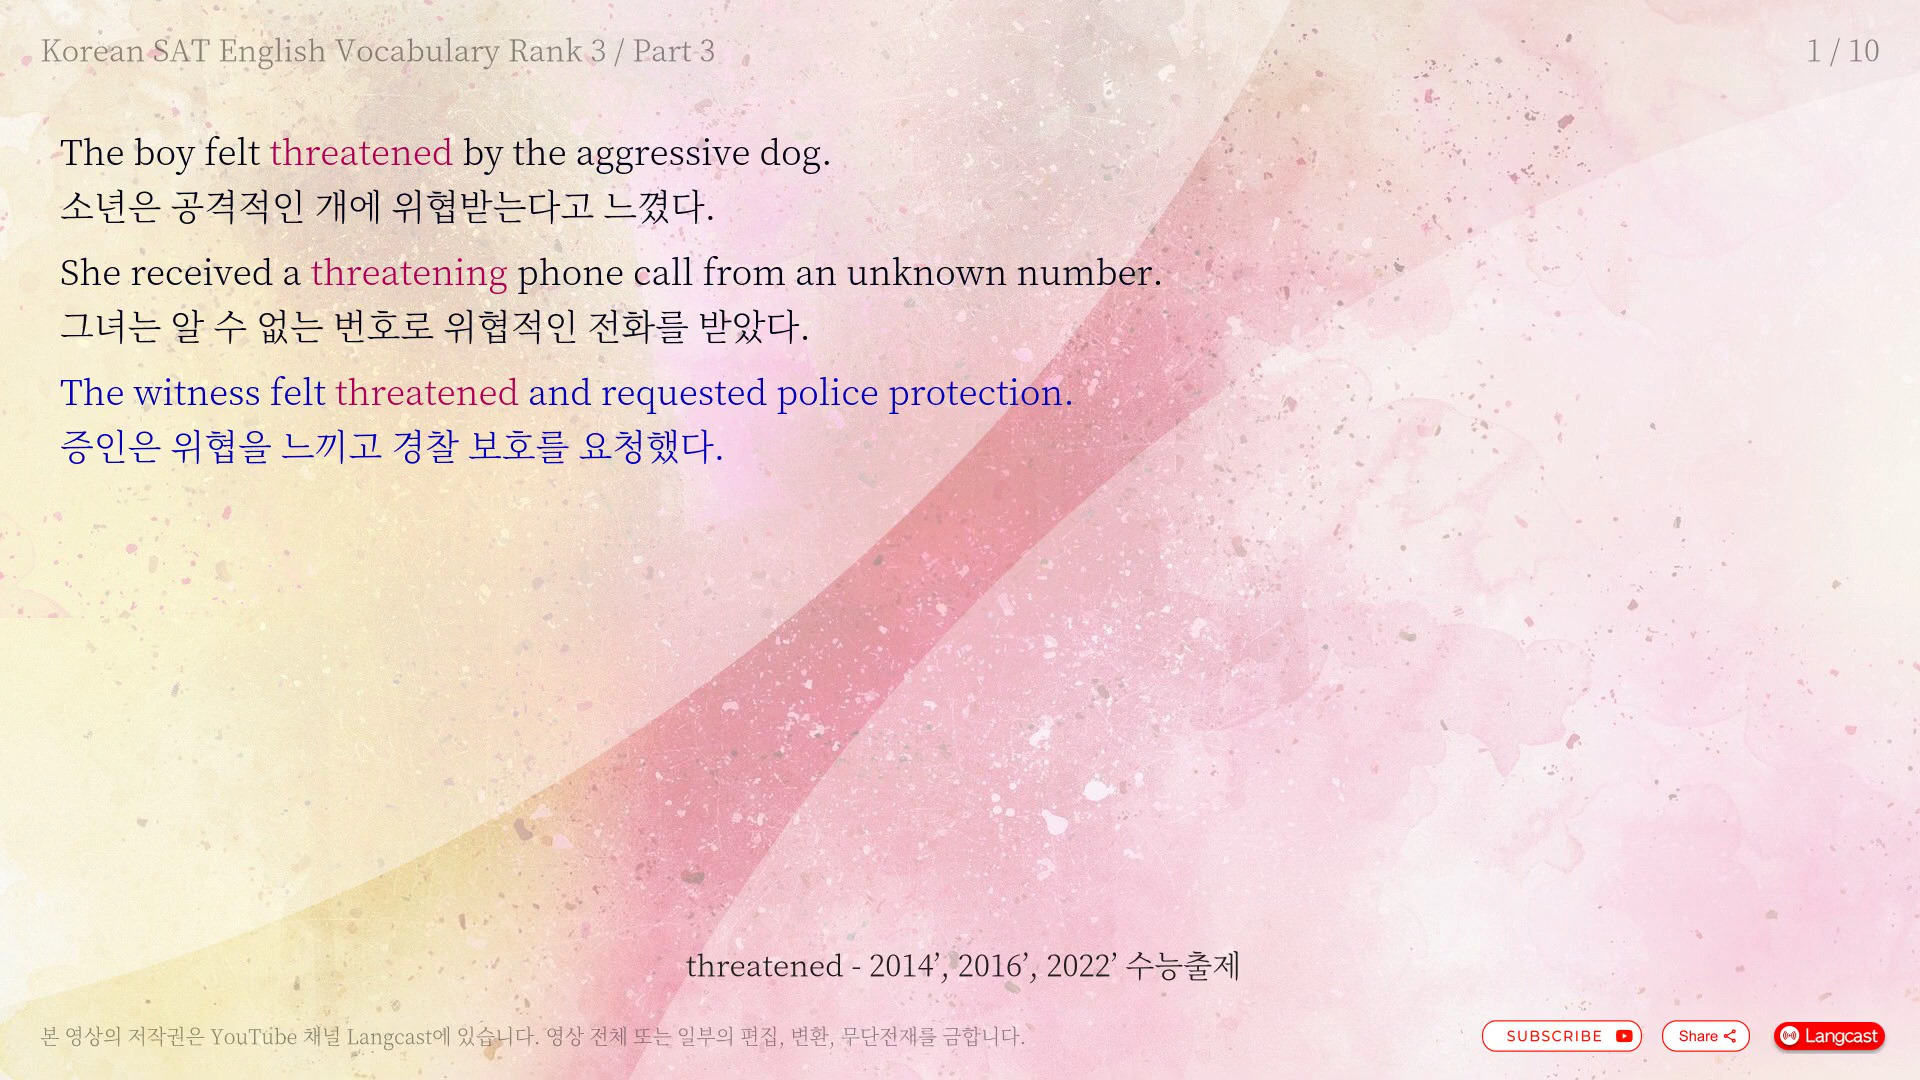 Korean SAT English Vocabulary Rank 3 / Part 3
1 / 10
The boy felt threatened by the aggressive dog.
소년은 공격적인 개에 위협받는다고 느꼈다.
She received a threatening phone call from an unknown number.
그녀는 알 수 없는 번호로 위협적인 전화를 받았다.
The witness felt threatened and requested police protection.
증인은 위협을 느끼고 경찰 보호를 요청했다.
threatened - 2014’, 2016’, 2022’ 수능출제
본 영상의 저작권은 YouTube 채널 Langcast에 있습니다. 영상 전체 또는 일부의 편집, 변환, 무단전재를 금합니다.
SUBSCRIBE
Share
Langcast